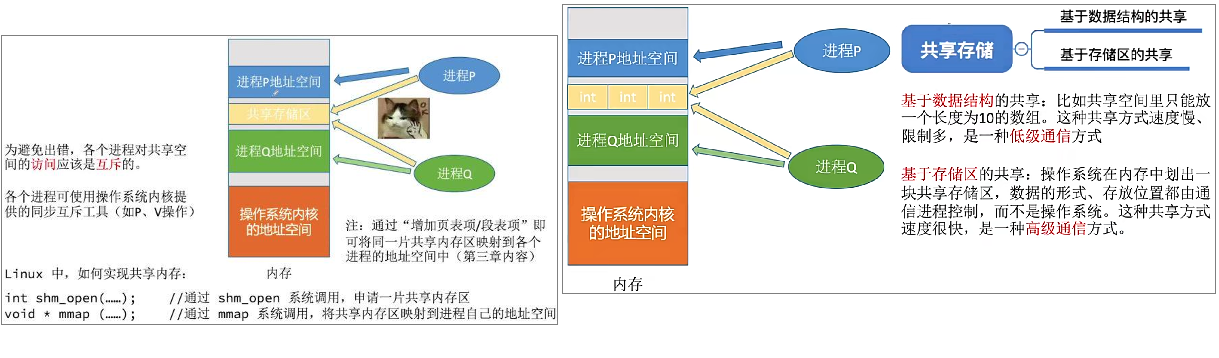 进程P地址空间
共享存储区
进程Q地址空间
操作系统内核
的地址空间
内存
进程P
进程Q
为避免出错，各个进程对共享空
间的访问应该是互斥的。
各个进程可使用操作系统内核提
供的同步互斥工具（如P、V操作）
注：通过“增加页表项/段表项”即
可将同一片共享内存区映射到各个
进程的地址空间中（第三章内容）
Linux 中，如何实现共享内存：
int shm_open(……); //通过 shm_open 系统调用，申请一片共享内存区
void * mmap (……); //通过 mmap 系统调用，将共享内存区映射到进程自己的地址空间
进程P地址空间
int int int
进程Q地址空间
操作系统内核
的地址空间
内存
进程P
进程Q
共享存储
基于数据结构的共享
基于存储区的共享
基于数据结构的共享：比如共享空间里只能放
一个长度为10的数组。这种共享方式速度慢、
限制多，是一种低级通信方式
基于存储区的共享：操作系统在内存中划出一
块共享存储区，数据的形式、存放位置都由通
信进程控制，而不是操作系统。这种共享方式
速度很快，是一种高级通信方式。